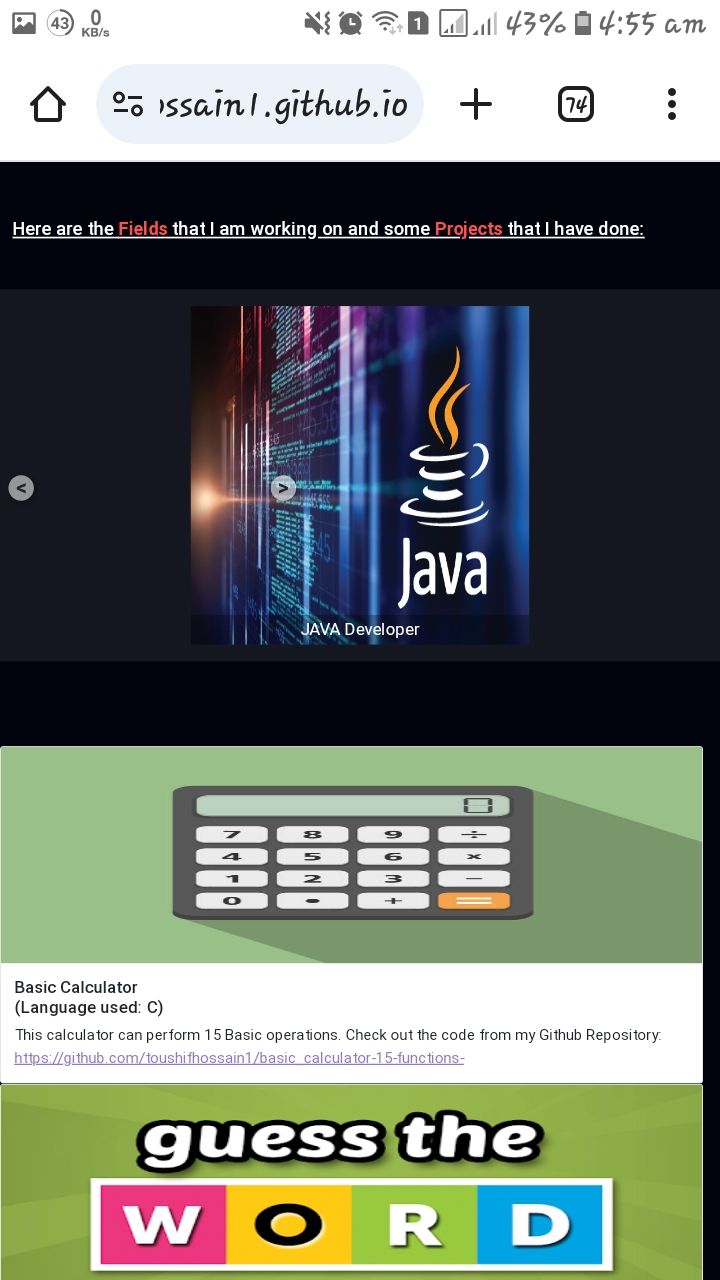 43 0 KB/s 1 43% 4:55 am
ossain1.github.io 74
Here are the Fields that I am working on and some Projects that I have done:
< >
Java
JAVA Developer
0
7 8 9 ÷
4 5 6 ×
1 2 3 −
0 • + =
Basic Calculator
(Language used: C)
This calculator can perform 15 Basic operations. Check out the code from my Github Repository:
https://github.com/toushifhossain1/basic_calculator-15-functions-
guess the
WORD